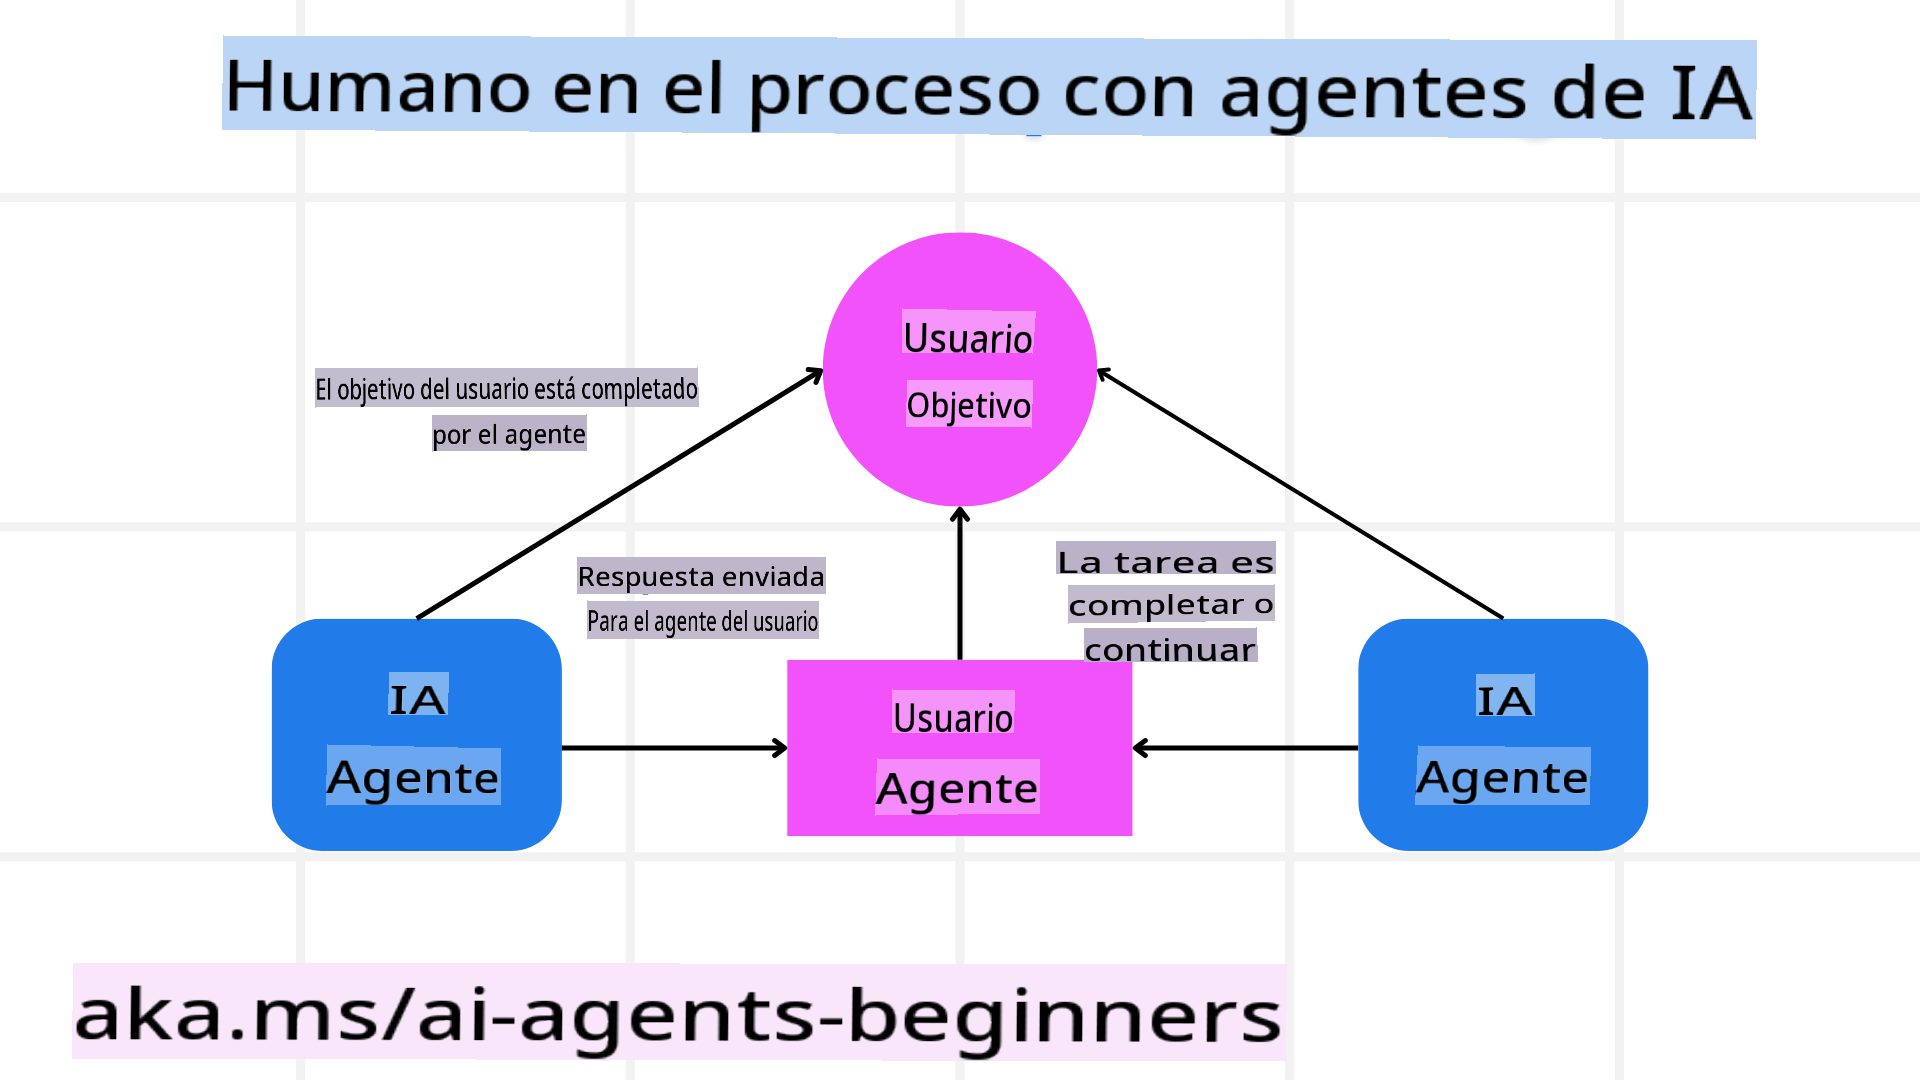 Humano en el proceso con agentes de IA
Usuario
Objetivo
El objetivo del usuario está completado
por el agente
Respuesta enviada
Para el agente del usuario
La tarea es
completar o
continuar
IA
Agente
Usuario
Agente
IA
Agente
aka.ms/ai-agents-beginners